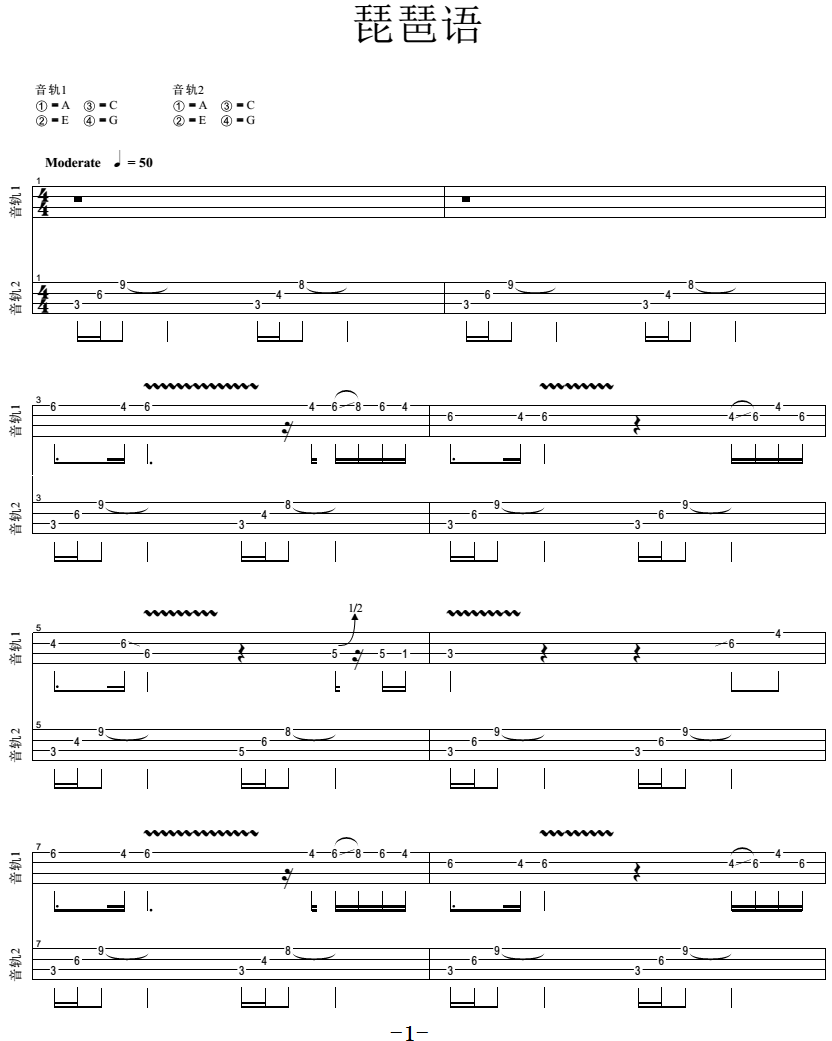 琵琶语
音轨1 音轨2
①=A ③=C ①=A ③=C
②=E ④=G ②=E ④=G
Moderate ♩ = 50
音轨1 1 4/4
音轨2 1 4/4 3 6 9 3 4 8 3 6 9 3 4 8
音轨1 3 6 4 6 4 6 8 6 4 6 4 6 4 6 4 6
音轨2 3 3 6 9 3 4 8 3 6 9 3 6 9
1/2
音轨1 5 4 6 6 5 5 1 3 6 4
音轨2 5 3 4 9 5 6 8 3 6 9 3 6 9
音轨1 7 6 4 6 4 6 8 6 4 6 4 6 4 6 4 6
音轨2 7 3 6 9 3 4 8 3 6 9 3 6 9
-1-